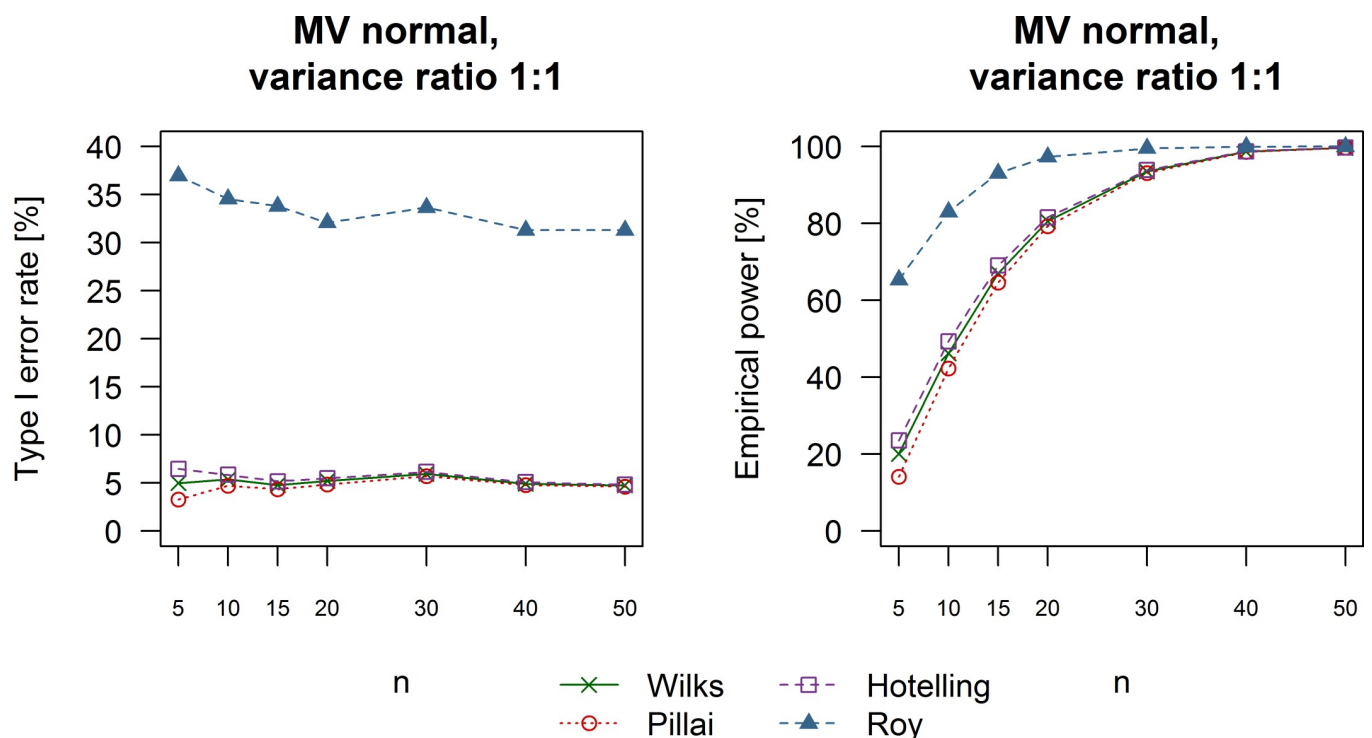 MV normal,
variance ratio 1:1
Type I error rate [%]
40
35
30
25
20
15
10
5
0
5 10 15 20 30 40 50
n
MV normal,
variance ratio 1:1
Empirical power [%]
100
80
60
40
20
0
5 10 15 20 30 40 50
n
Wilks
Pillai
Hotelling
Roy